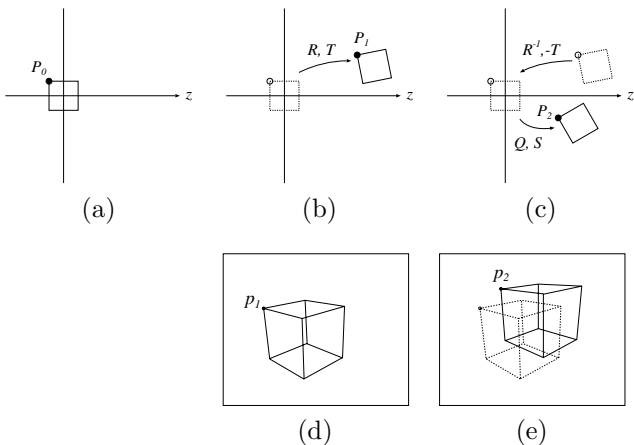 P₀
z
(a)
R, T
P₁
z
(b)
R⁻¹,-T
P₂
z
Q, S
(c)
p₁
(d)
p₂
(e)